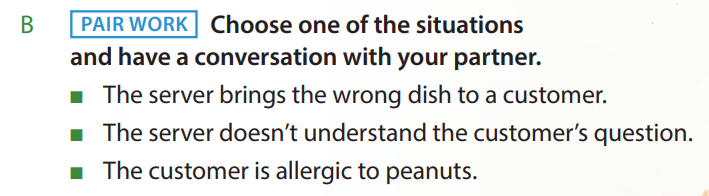 B PAIR WORK Choose one of the situations
and have a conversation with your partner.
■ The server brings the wrong dish to a customer.
■ The server doesn't understand the customer's question.
■ The customer is allergic to peanuts.